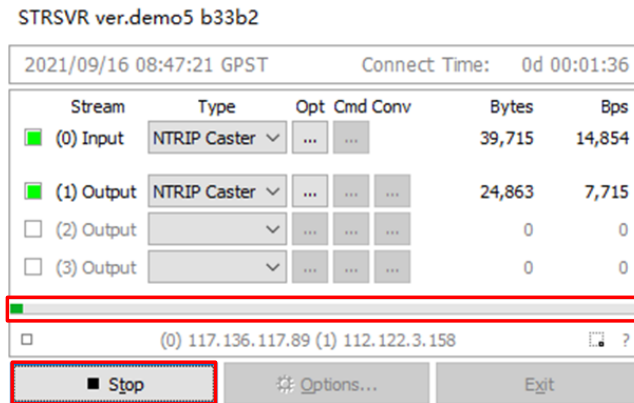 STRSVR ver.demo5 b33b2
2021/09/16 08:47:21 GPST Connect Time: 0d 00:01:36
Stream Type Opt Cmd Conv Bytes Bps
(0) Input NTRIP Caster ... ... 39,715 14,854
(1) Output NTRIP Caster ... ... ... 24,863 7,715
(2) Output ... ... ... 0 0
(3) Output ... ... ... 0 0
(0) 117.136.117.89 (1) 112.122.3.158 ?
Stop Options... Exit